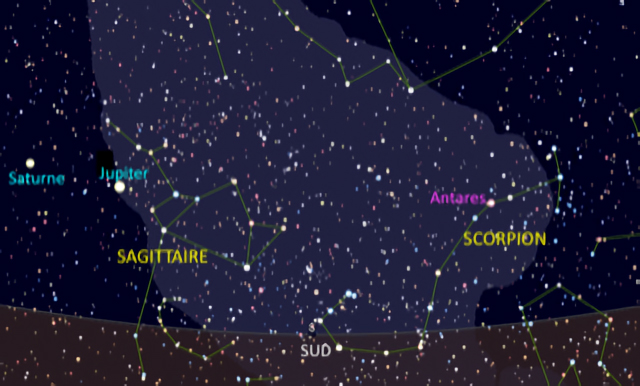 Jupiter
Saturne
Antares
SCORPION
SAGITTAIRE
S
SUD